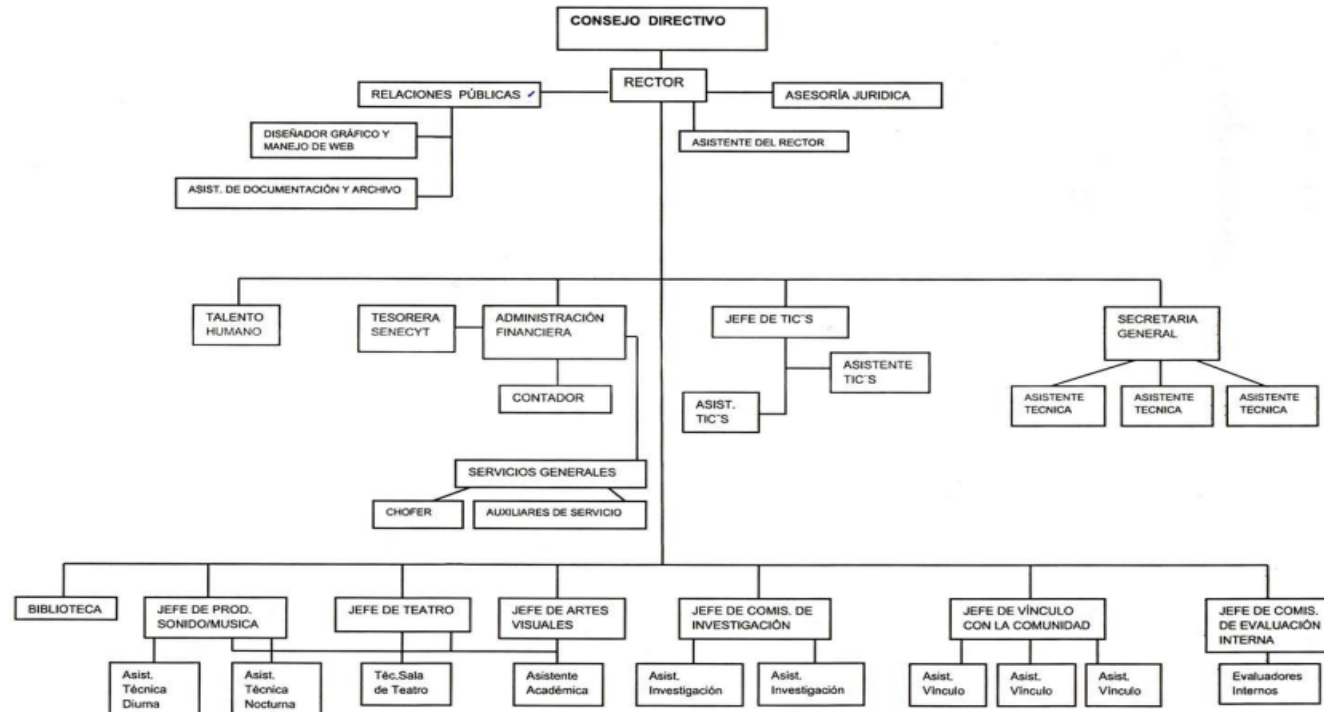 CONSEJO DIRECTIVO
RECTOR
RELACIONES PÚBLICAS
ASESORÍA JURIDICA
DISEÑADOR GRÁFICO Y
MANEJO DE WEB
ASISTENTE DEL RECTOR
ASIST. DE DOCUMENTACIÓN Y ARCHIVO
TALENTO
HUMANO
TESORERA
SENECYT
ADMINISTRACIÓN
FINANCIERA
JEFE DE TIC¨S
SECRETARIA
GENERAL
ASISTENTE
TIC¨S
CONTADOR
ASIST.
TIC¨S
ASISTENTE
TECNICA
ASISTENTE
TECNICA
ASISTENTE
TECNICA
SERVICIOS GENERALES
CHOFER
AUXILIARES DE SERVICIO
BIBLIOTECA
JEFE DE PROD.
SONIDO/MUSICA
JEFE DE TEATRO
JEFE DE ARTES
VISUALES
JEFE DE COMIS. DE
INVESTIGACIÓN
JEFE DE VÍNCULO
CON LA COMUNIDAD
JEFE DE COMIS.
DE EVALUACIÓN
INTERNA
Asist.
Técnica
Diurna
Asist.
Técnica
Nocturna
Téc.Sala
de Teatro
Asistente
Académica
Asist.
Investigación
Asist.
Investigación
Asist.
Vínculo
Asist.
Vínculo
Asist.
Vínculo
Evaluadores
Internos